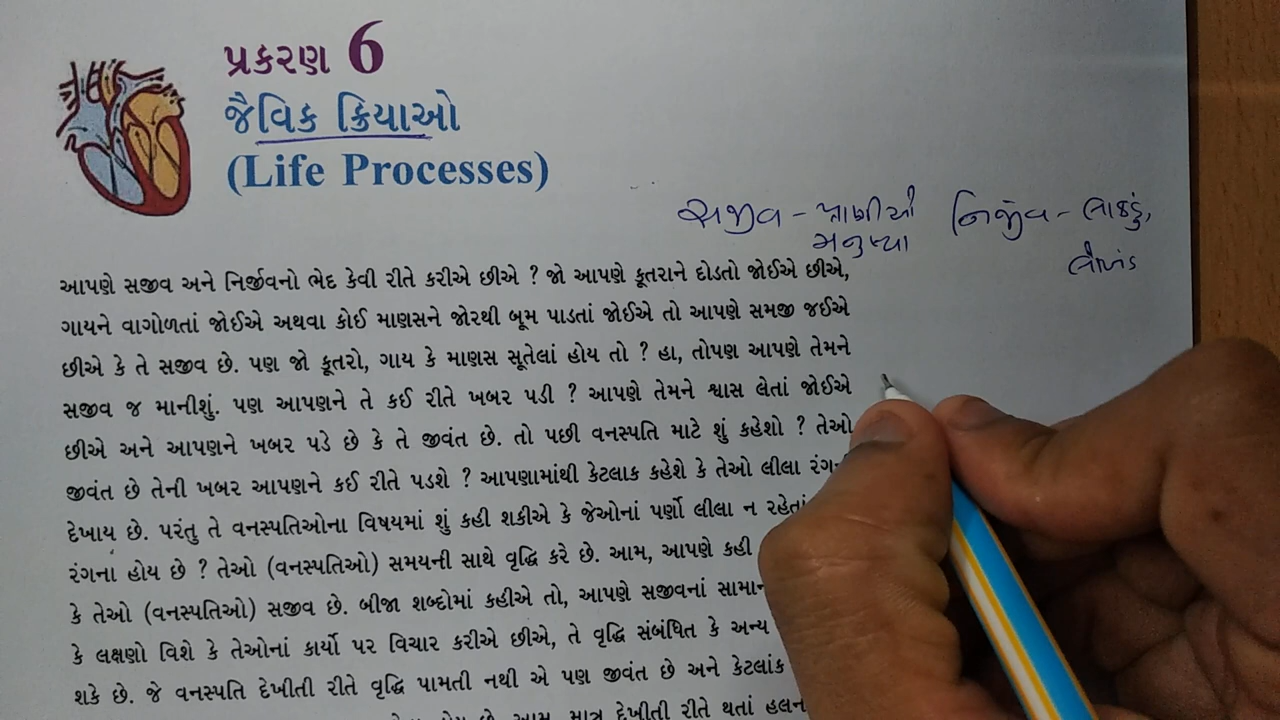 પ્રકરણ 6
જૈવિક ક્રિયાઓ
(Life Processes)
સજીવ - પ્રાણીઓ નિર્જીવ - લાકડું,
મનુષ્યો લોખંડ
આપણે સજીવ અને નિર્જીવનો ભેદ કેવી રીતે કરીએ છીએ ? જો આપણે કૂતરાને દોડતો જોઈએ છીએ,
ગાયને વાગોળતાં જોઈએ અથવા કોઈ માણસને જોરથી બૂમ પાડતાં જોઈએ તો આપણે સમજી જઈએ
છીએ કે તે સજીવ છે. પણ જો કૂતરો, ગાય કે માણસ સૂતેલાં હોય તો ? હા, તોપણ આપણે તેમને
સજીવ જ માનીશું. પણ આપણને તે કઈ રીતે ખબર પડી ? આપણે તેમને શ્વાસ લેતાં જોઈએ
છીએ અને આપણને ખબર પડે છે કે તે જીવંત છે. તો પછી વનસ્પતિ માટે શું કહેશો ? તેઓ
જીવંત છે તેની ખબર આપણને કઈ રીતે પડશે ? આપણામાંથી કેટલાક કહેશે કે તેઓ લીલા
દેખાય છે. પરંતુ તે વનસ્પતિઓના વિષયમાં શું કહી શકીએ કે જેઓનાં પર્ણો લીલા ન રહેતાં
રંગનાં હોય છે ? તેઓ (વનસ્પતિઓ) સમયની સાથે વૃદ્ધિ કરે છે. આમ, આપણે કહી
કે તેઓ (વનસ્પતિઓ) સજીવ છે. બીજા શબ્દોમાં કહીએ તો, આપણે સજીવનાં
કે લક્ષણો વિશે કે તેઓનાં કાર્યો પર વિચાર કરીએ છીએ, તે વૃદ્ધિ સંબંધિત કે અન્ય
શકે છે. જે વનસ્પતિ દેખીતી રીતે વૃદ્ધિ પામતી નથી એ પણ જીવંત છે અને કેટલાંક
છે. આમ, માત્ર દેખીતી રીતે થતાં